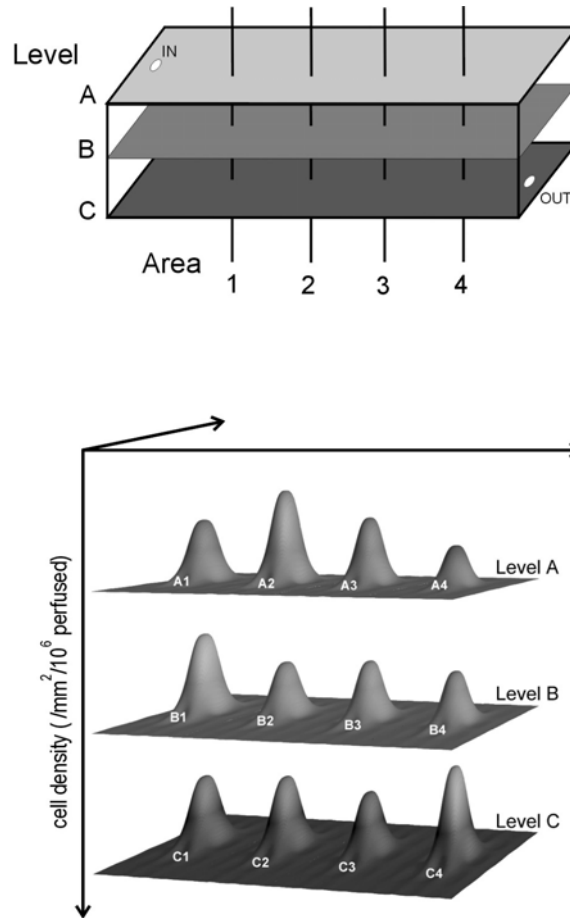 Level
IN
A
B
C
OUT
Area
1 2 3 4
cell density ( /mm²/10⁶ perfused)
A1 A2 A3 A4 Level A
B1 B2 B3 B4 Level B
C1 C2 C3 C4 Level C